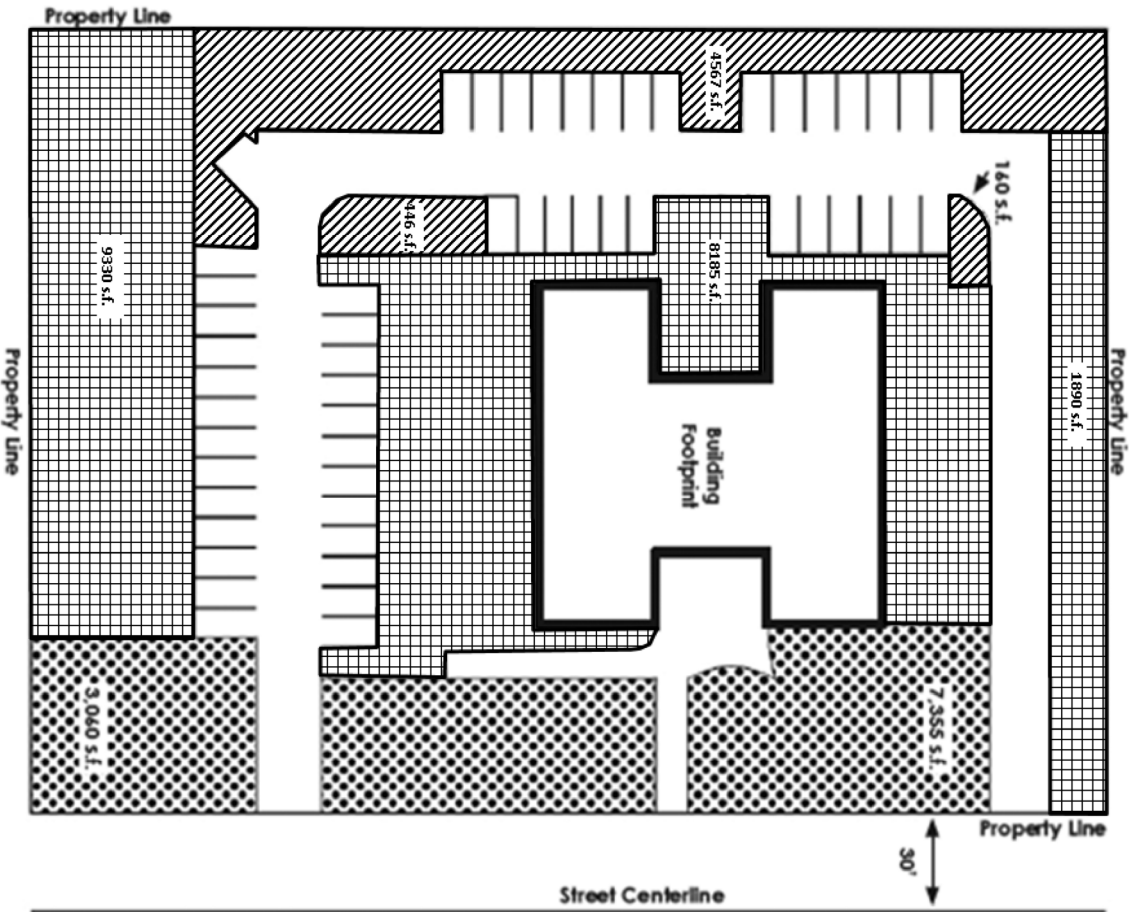 Property Line
4567 s.f.
160 s.f.
446 s.f.
8185 s.f.
9330 s.f.
Property Line
Property Line
1890 s.f.
Building
Footprint
3,060 s.f.
7,355 s.f.
Property Line
30'
Street Centerline